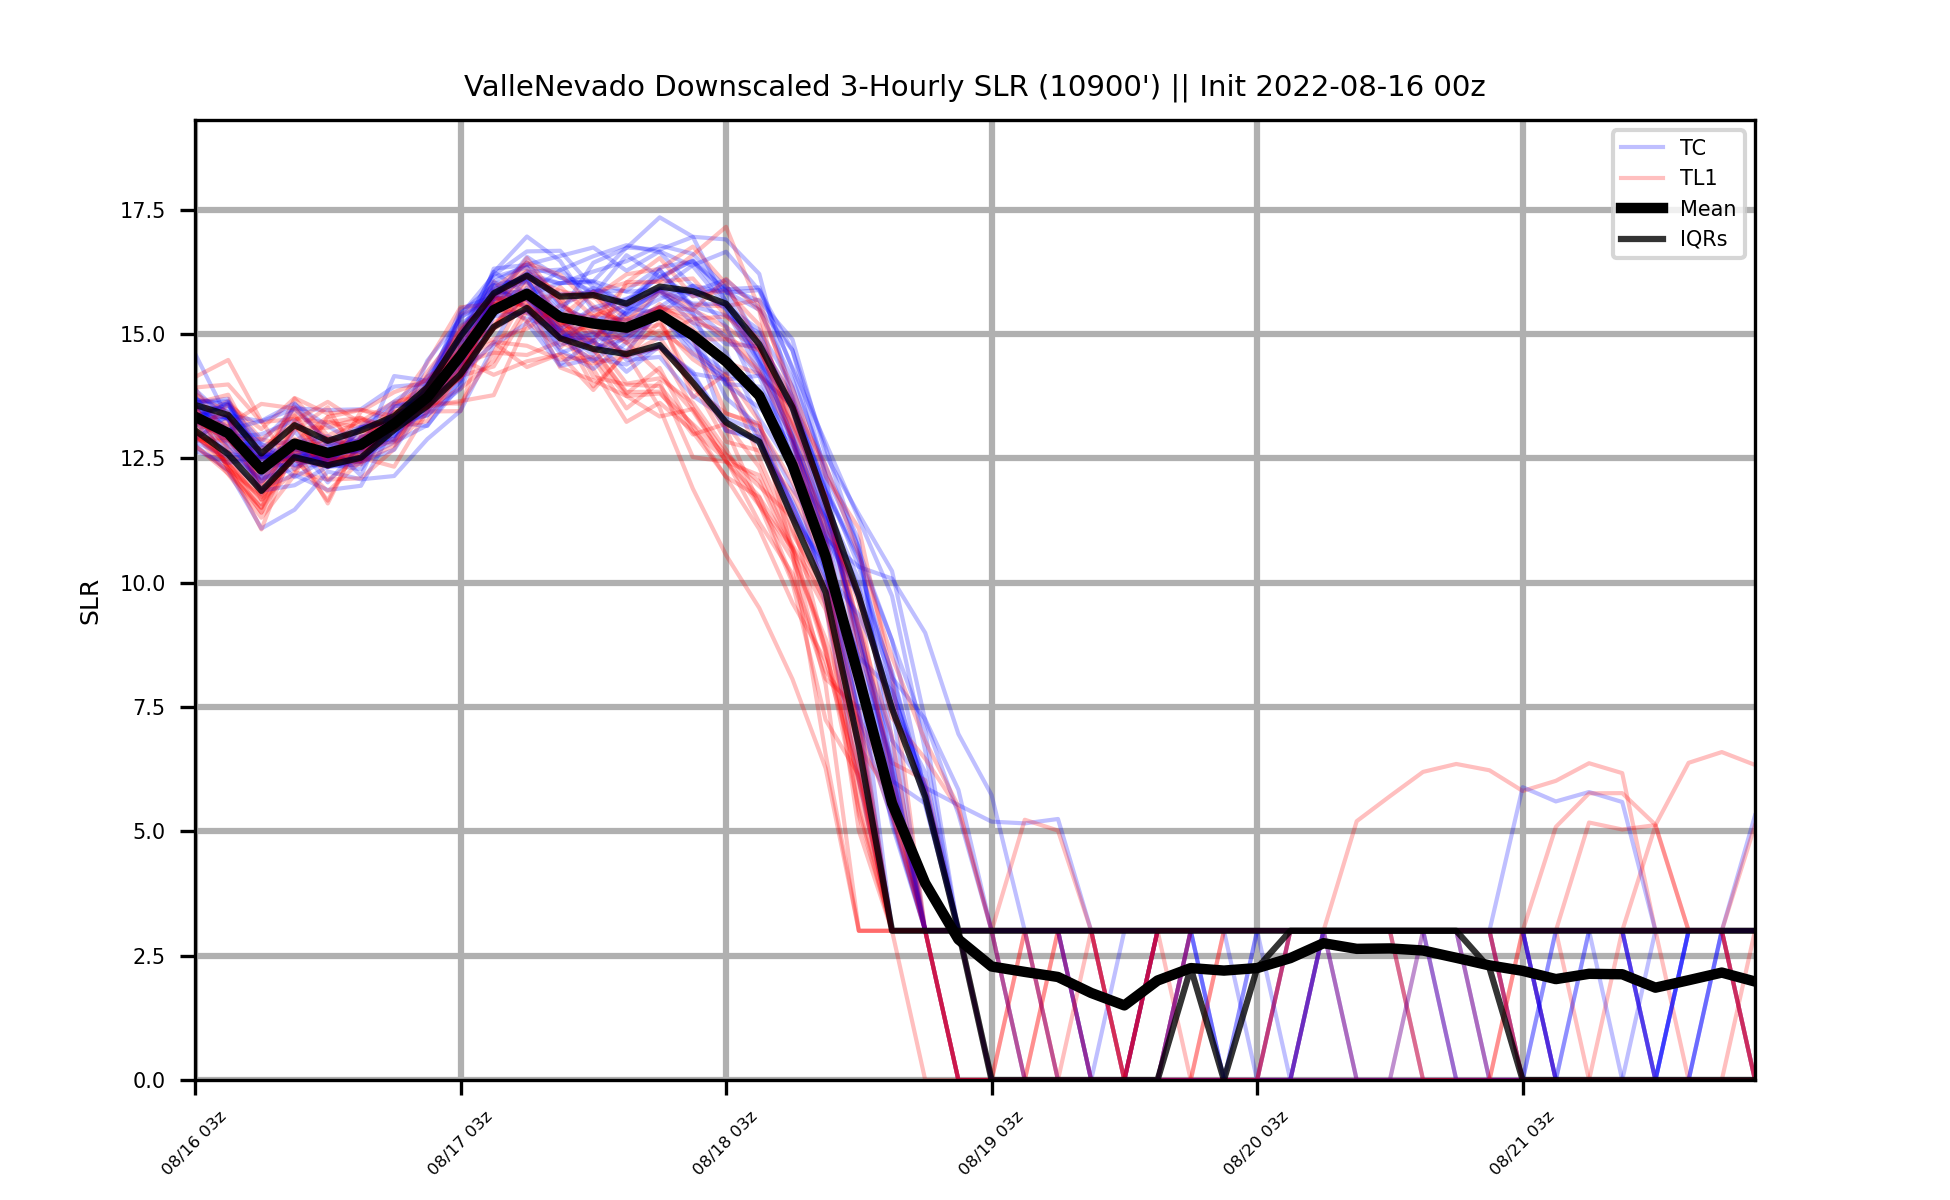 ValleNevado Downscaled 3-Hourly SLR (10900') || Init 2022-08-16 00z
TC
TL1
Mean
IQRs
17.5
15.0
12.5
10.0
7.5
5.0
2.5
0.0
SLR
08/16 03z
08/17 03z
08/18 03z
08/19 03z
08/20 03z
08/21 03z